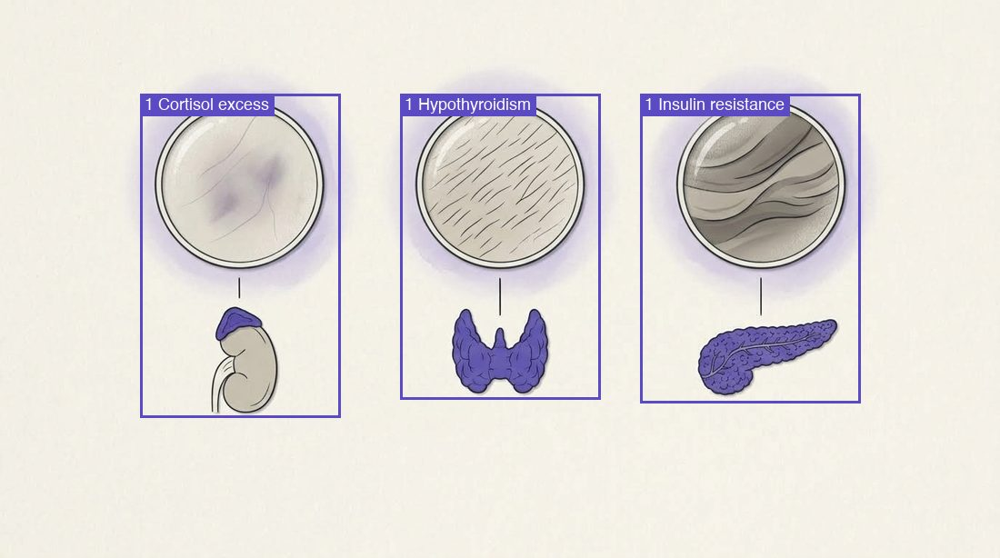 1 Cortisol excess
1 Hypothyroidism
1 Insulin resistance